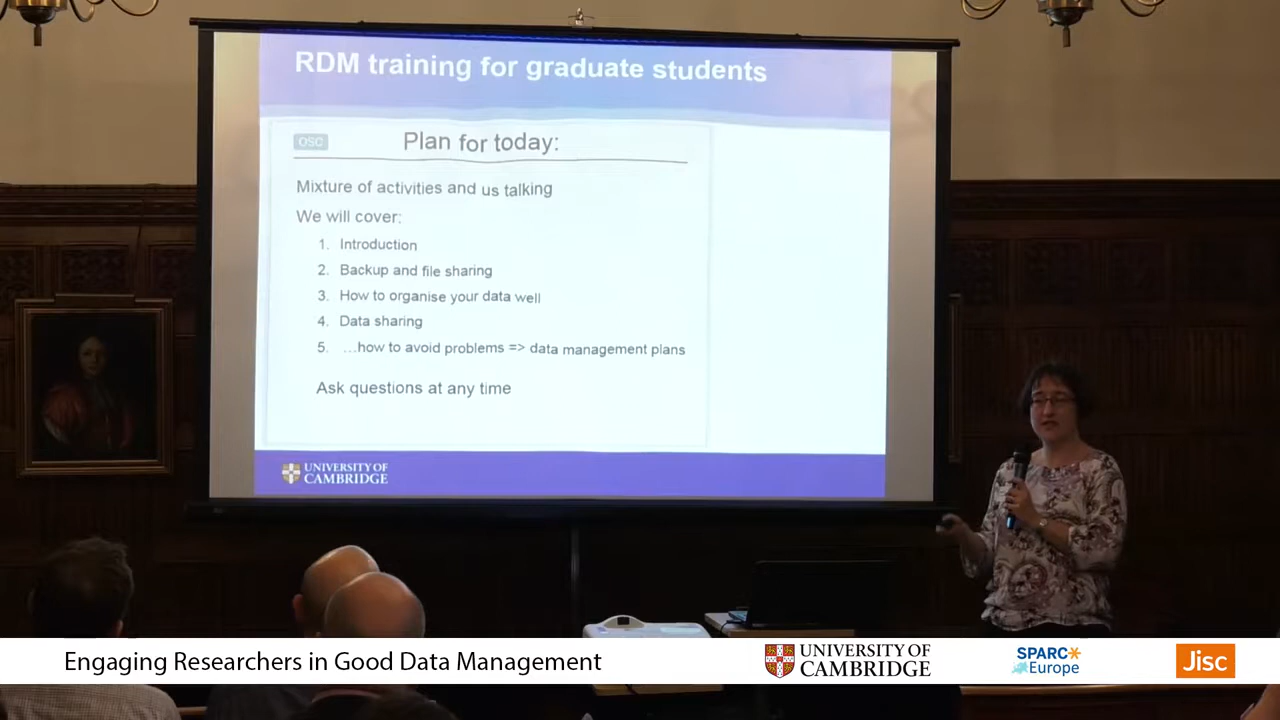 RDM training for graduate students
OSC
Plan for today:
Mixture of activities and us talking
We will cover:
1. Introduction
2. Backup and file sharing
3. How to organise your data well
4. Data sharing
5. ...how to avoid problems => data management plans
Ask questions at any time
UNIVERSITY OF
CAMBRIDGE
Engaging Researchers in Good Data Management
UNIVERSITY OF
CAMBRIDGE
SPARC
Europe
Jisc